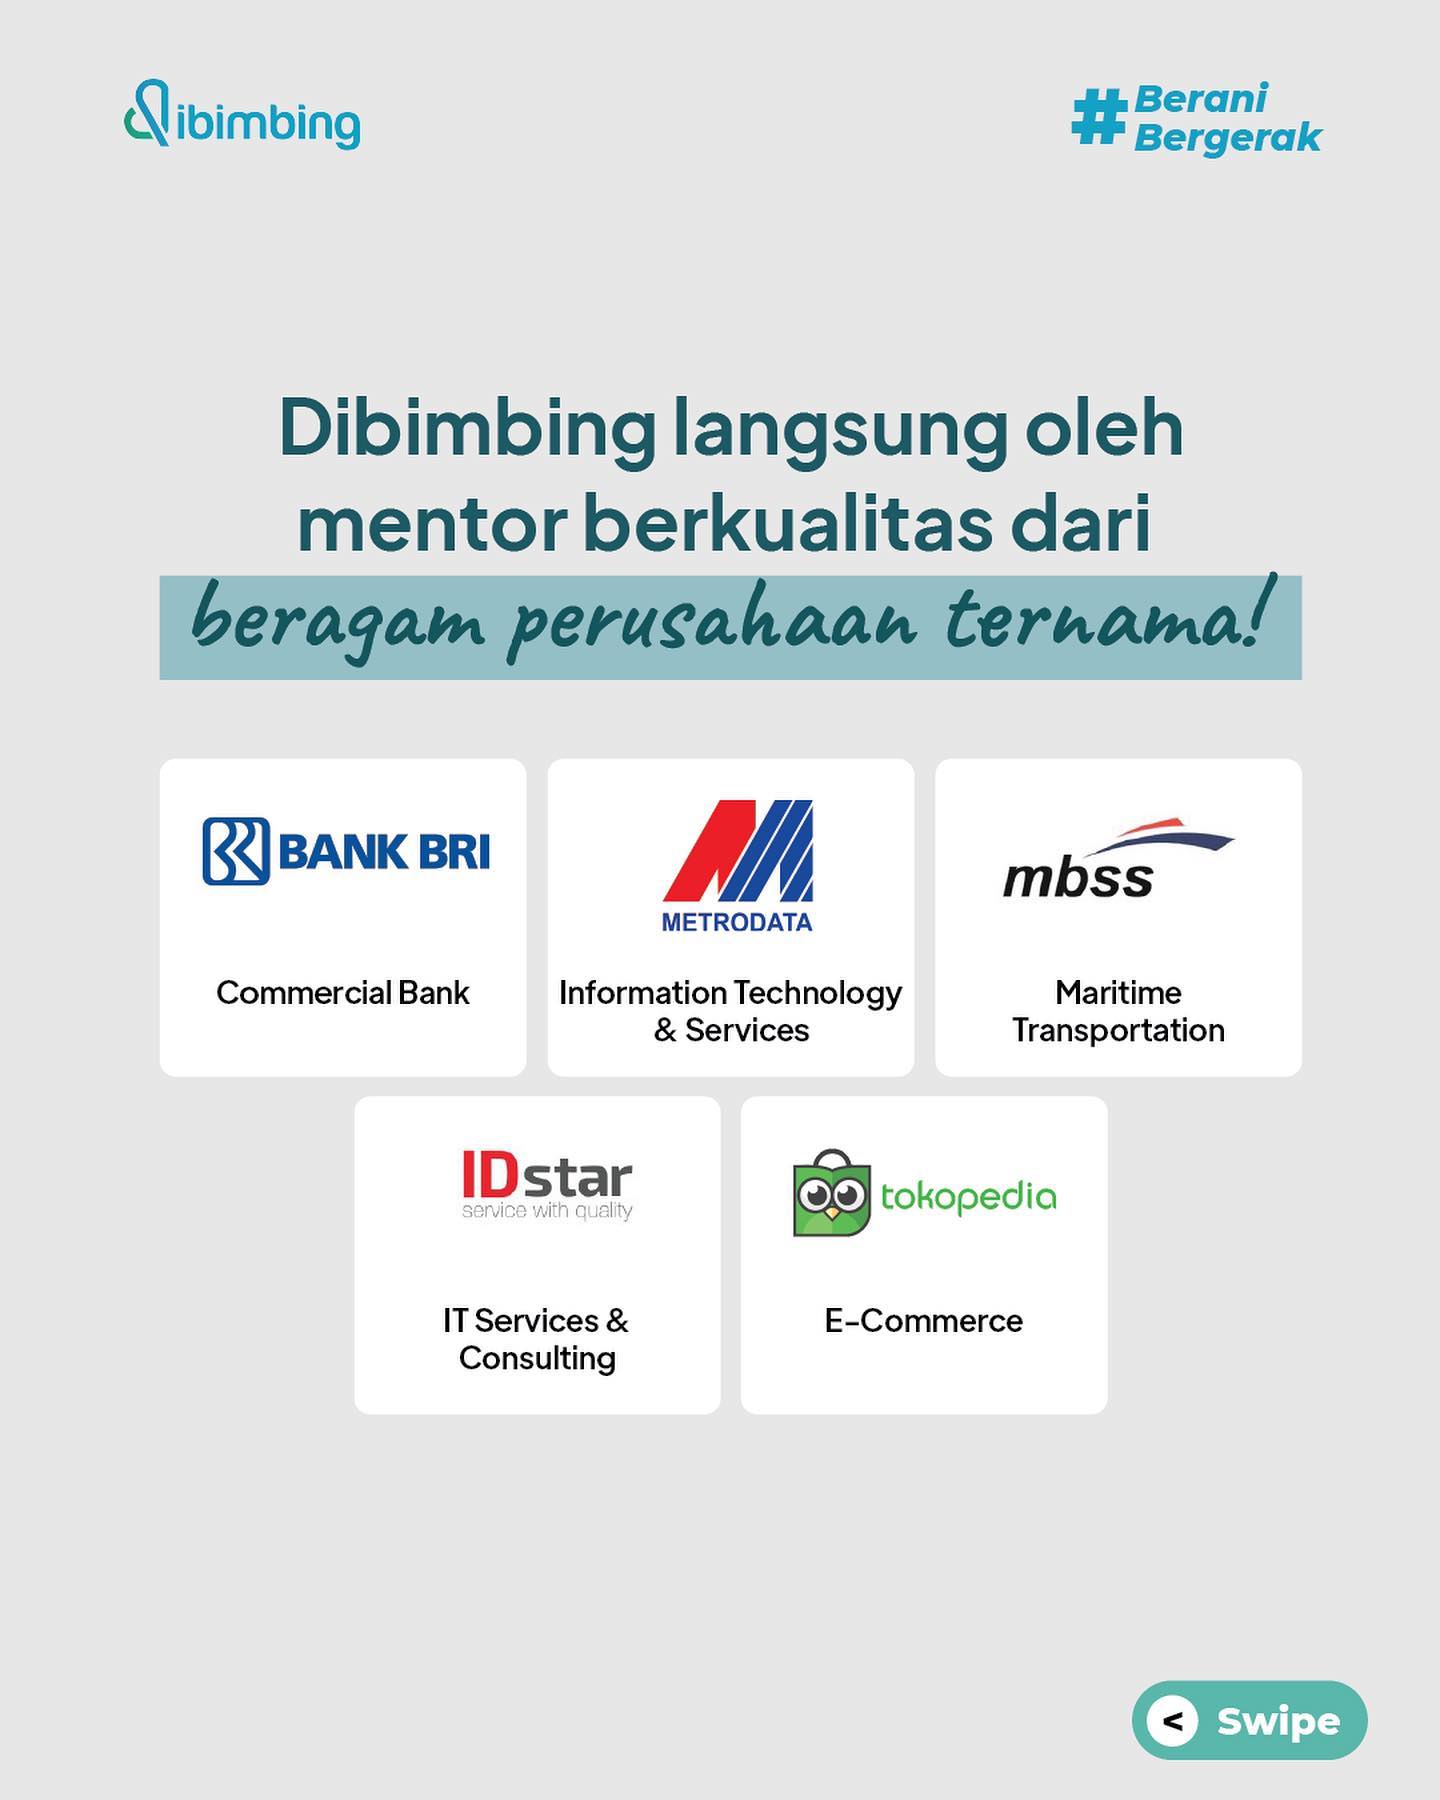 dibimbing
#Berani
Bergerak
Dibimbing langsung oleh
mentor berkualitas dari
beragam perusahaan ternama!
BANK BRI
METRODATA
mbss
Commercial Bank
Information Technology
& Services
Maritime
Transportation
IDstar
service with quality
tokopedia
IT Services &
Consulting
E-Commerce
< Swipe